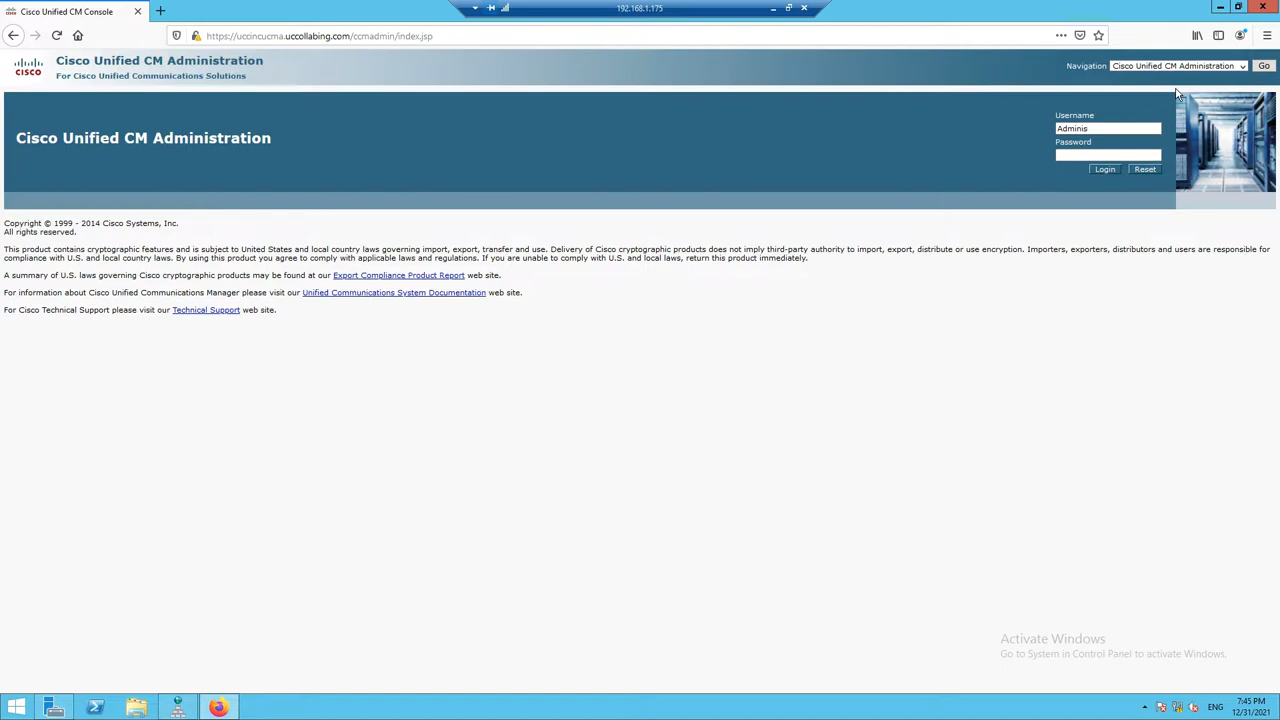 Cisco Unified CM Console
192.168.1.175
https://uccincucma.uccollabing.com/ccmadmin/index.jsp
CISCO
Cisco Unified CM Administration
For Cisco Unified Communications Solutions
Navigation Cisco Unified CM Administration Go
Cisco Unified CM Administration
Username
Adminis
Password
Login Reset
Copyright © 1999 - 2014 Cisco Systems, Inc.
All rights reserved.
This product contains cryptographic features and is subject to United States and local country laws governing import, export, transfer and use. Delivery of Cisco cryptographic products does not imply third-party authority to import, export, distribute or use encryption. Importers, exporters, distributors and users are responsible for
compliance with U.S. and local country laws. By using this product you agree to comply with applicable laws and regulations. If you are unable to comply with U.S. and local laws, return this product immediately.
A summary of U.S. laws governing Cisco cryptographic products may be found at our Export Compliance Product Report web site.
For information about Cisco Unified Communications Manager please visit our Unified Communications System Documentation web site.
For Cisco Technical Support please visit our Technical Support web site.
Activate Windows
Go to System in Control Panel to activate Windows.
ENG
7:45 PM
12/31/2021